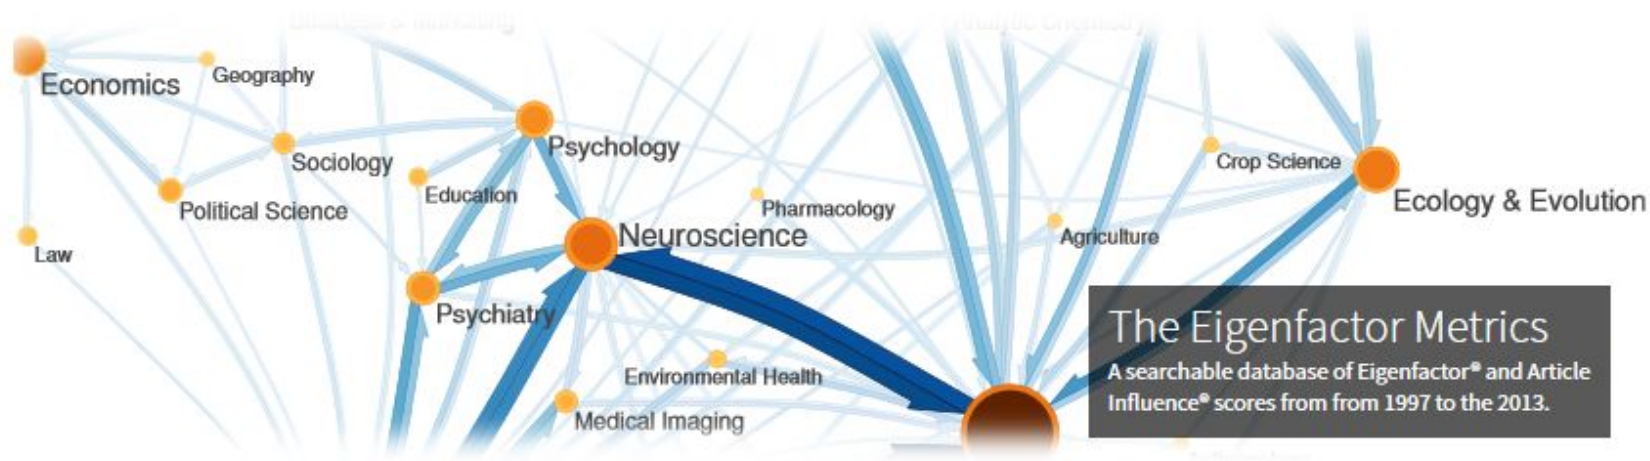 Economics
Geography
Psychology
Sociology
Crop Science
Education
Political Science
Pharmacology
Ecology & Evolution
Neuroscience
Agriculture
Law
Psychiatry
The Eigenfactor Metrics
A searchable database of Eigenfactor® and Article
Influence® scores from from 1997 to the 2013.
Environmental Health
Medical Imaging